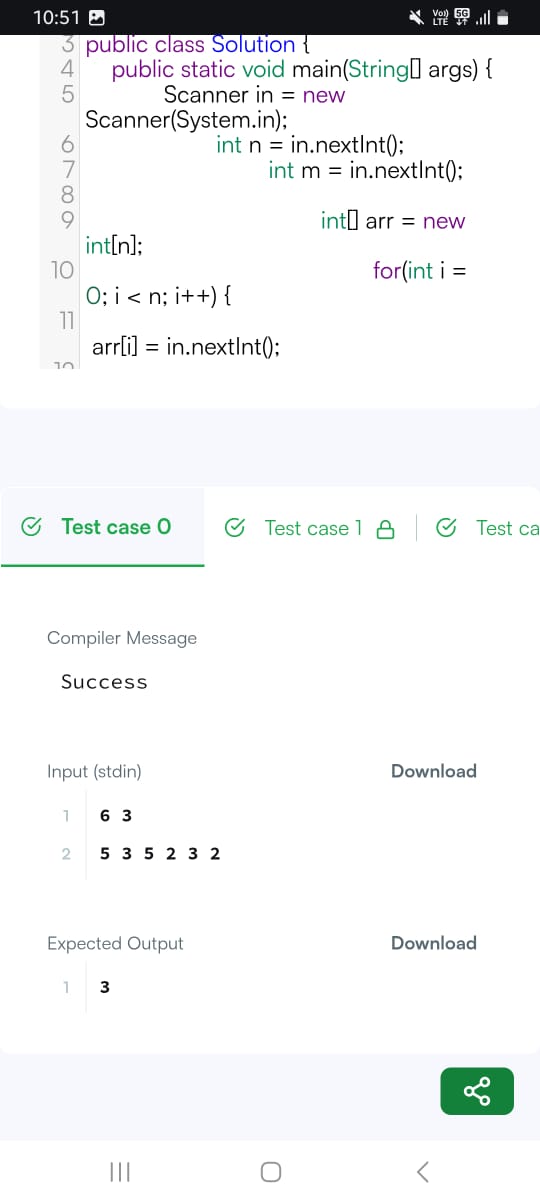 10:51
Vo)) LTE 5G
3 public class Solution {
4 public static void main(String[] args) {
5 Scanner in = new
Scanner(System.in);
6 int n = in.nextInt();
7 int m = in.nextInt();
8
9 int[] arr = new
int[n];
10 for(int i =
0; i < n; i++) {
11
arr[i] = in.nextInt();
12
Test case 0 Test case 1 Test ca
Compiler Message
Success
Input (stdin) Download
1 6 3
2 5 3 5 2 3 2
Expected Output Download
1 3